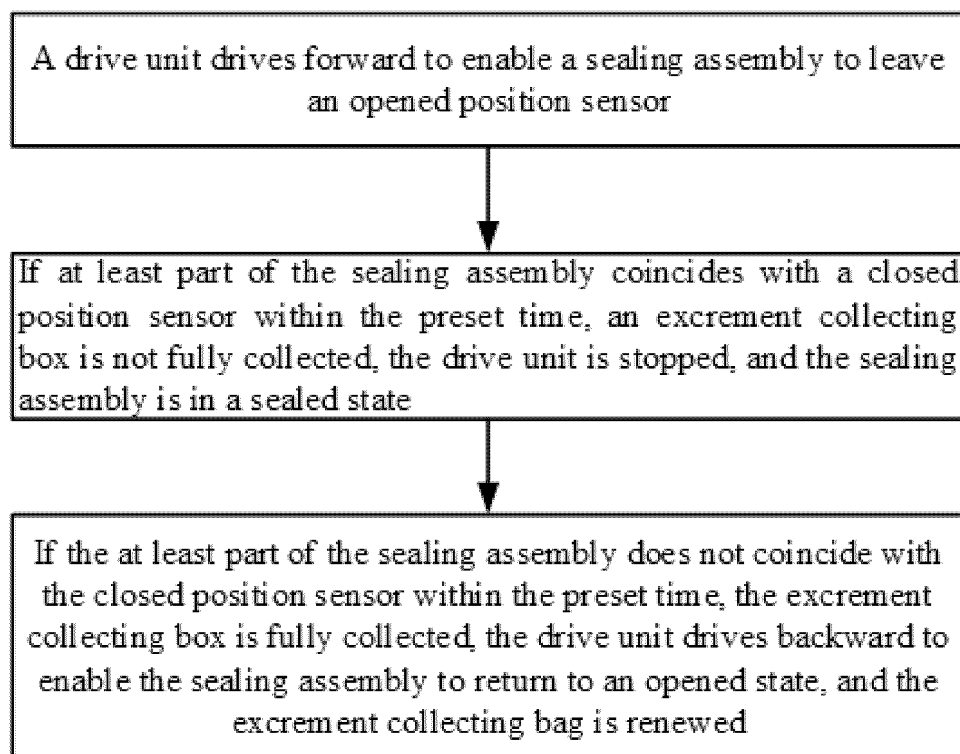 A drive unit drives forward to enable a sealing assembly to leave
an opened position sensor
If at least part of the sealing assembly coincides with a closed
position sensor within the preset time, an excrement collecting
box is not fully collected, the drive unit is stopped, and the sealing
assembly is in a sealed state
If the at least part of the sealing assembly does not coincide with
the closed position sensor within the preset time, the excrement
collecting box is fully collected, the drive unit drives backward to
enable the sealing assembly to return to an opened state, and the
excrement collecting bag is renewed